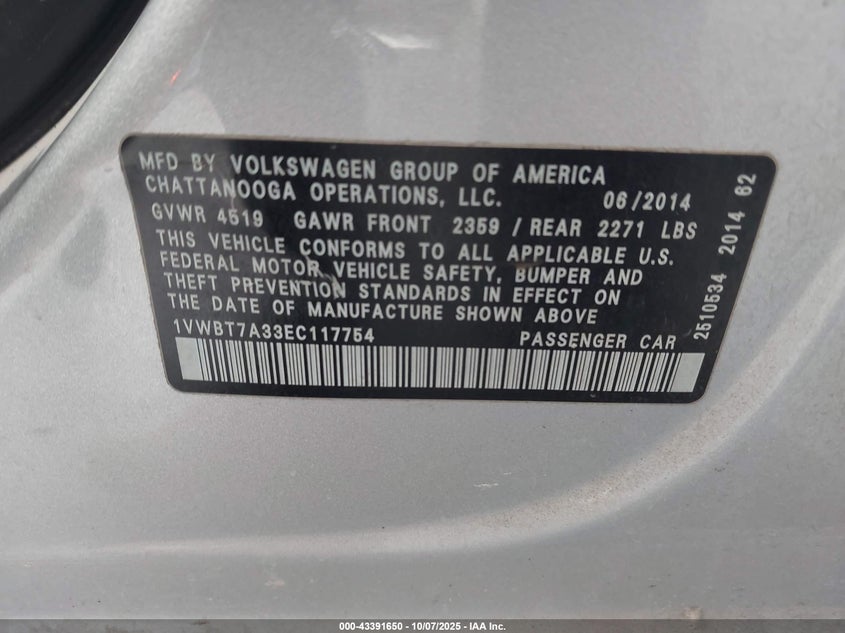 MFD BY VOLKSWAGEN GROUP OF AMERICA
CHATTANOOGA OPERATIONS, LLC. 06/2014
GVWR 4519 GAWR FRONT 2359 / REAR 2271 LBS
THIS VEHICLE CONFORMS TO ALL APPLICABLE U.S.
FEDERAL MOTOR VEHICLE SAFETY, BUMPER AND
THEFT PREVENTION STANDARDS IN EFFECT ON
THE DATE OF MANUFACTURE SHOWN ABOVE
1VWBT7A33EC117754 PASSENGER CAR
2510534 2014 62
000-43391650 - 10/07/2025 - IAA Inc.